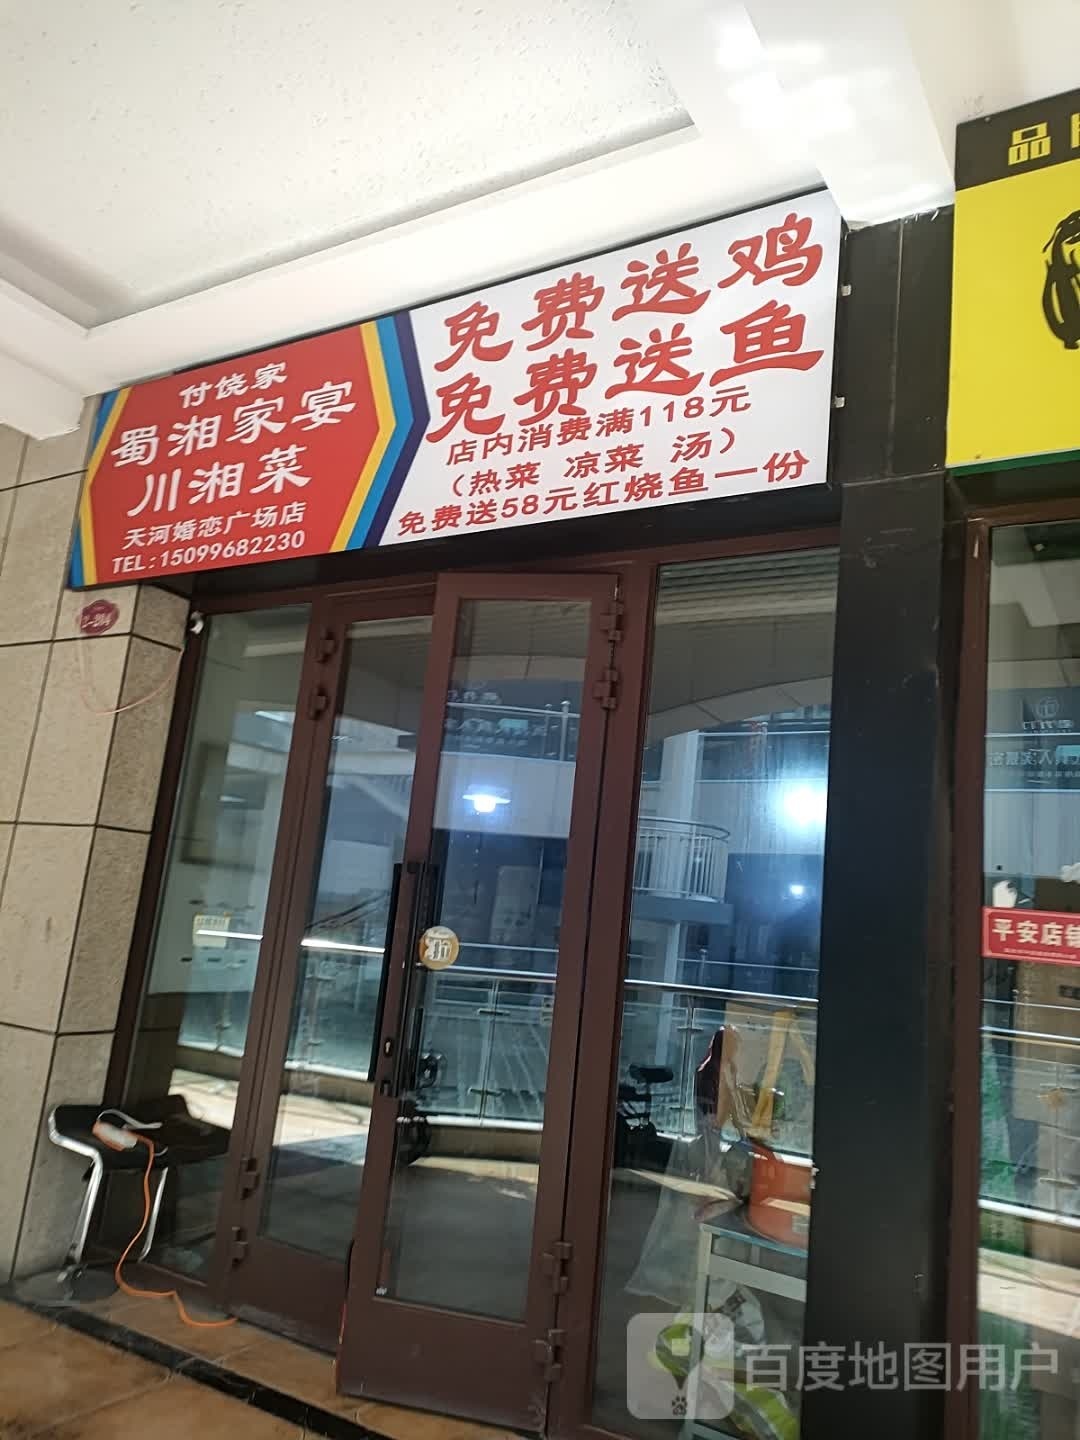 付饶家
蜀湘家宴
川湘菜
天河婚恋广场店
TEL:15099682230
免费送鸡
免费送鱼
店内消费满118元
（热菜 凉菜 汤）
免费送58元红烧鱼一份
品
2-204
平安店铺
百度地图用户